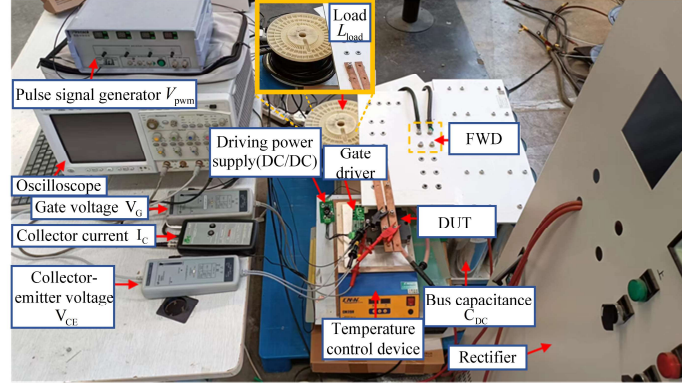 Load
L_load
Pulse signal generator V_pwm
Driving power
supply(DC/DC)
Gate
driver
FWD
Oscilloscope
Gate voltage V_G
Collector current I_C
DUT
Collector-
emitter voltage
V_CE
Bus capacitance
C_DC
Temperature
control device
Rectifier